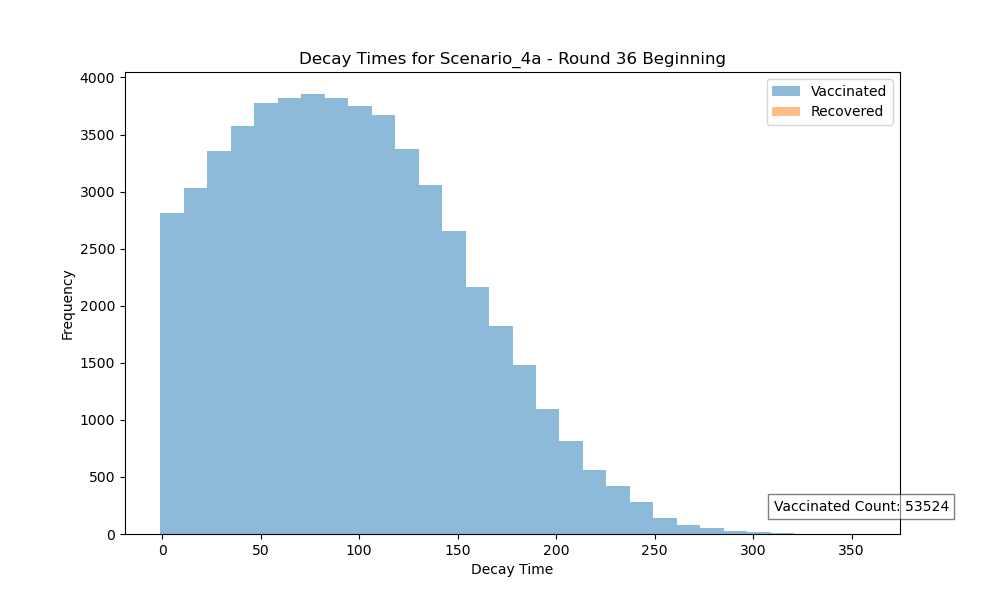 Decay Times for Scenario_4a - Round 36 Beginning
Vaccinated
Recovered
4000
3500
3000
2500
2000
1500
1000
500
0
Frequency
Vaccinated Count: 53524
0 50 100 150 200 250 300 350
Decay Time